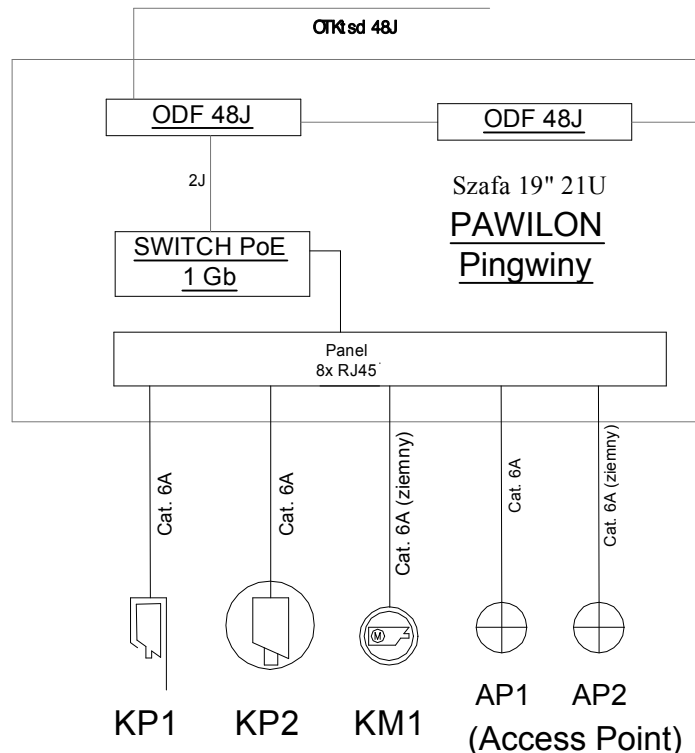 48J
ODF 48J
ODF 48J
2J
Szafa 19" 21U
PAWILON
Pingwiny
SWITCH PoE
1 Gb
Panel
8x RJ45
Cat. 6A
Cat. 6A
Cat. 6A (ziemny)
Cat. 6A
Cat. 6A (ziemny)
M
KP1
KP2
KM1
AP1
AP2
(Access Point)